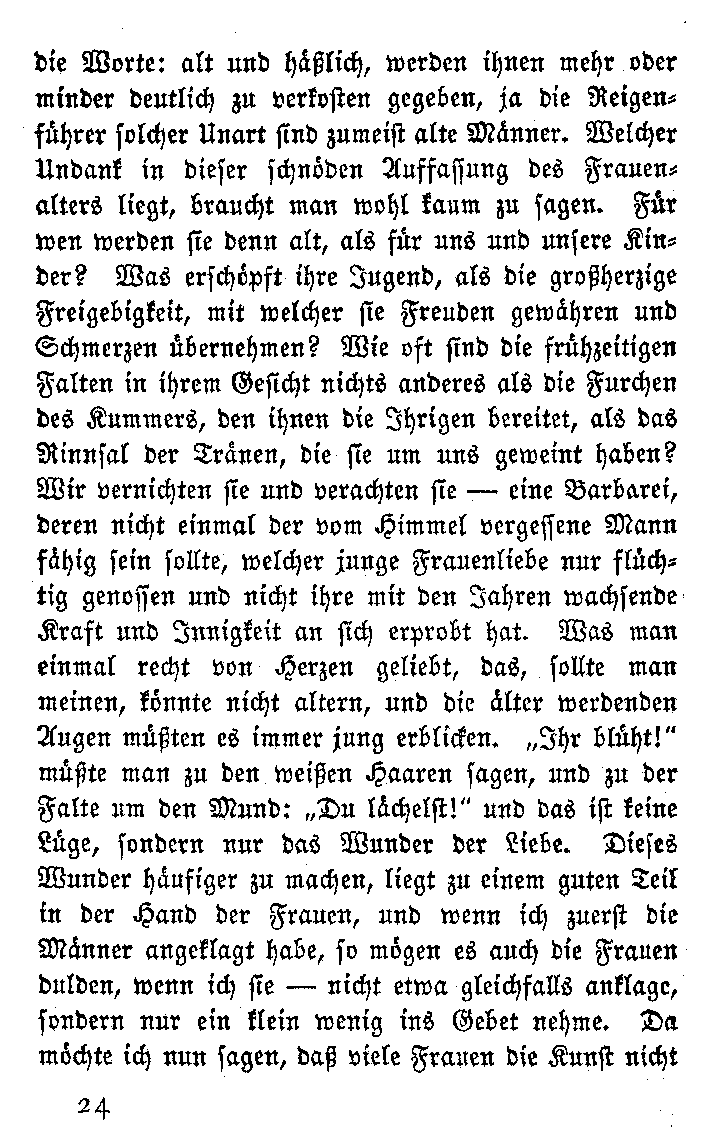 die Worte: alt und häßlich, werden ihnen mehr oder
minder deutlich zu verkosten gegeben, ja die Reigen-
führer solcher Unart sind zumeist alte Männer. Welcher
Undank in dieser schnöden Auffassung des Frauen-
alters liegt, braucht man wohl kaum zu sagen. Für
wen werden sie denn alt, als für uns und unsere Kin-
der? Was erschöpft ihre Jugend, als die großherzige
Freigebigkeit, mit welcher sie Freuden gewähren und
Schmerzen übernehmen? Wie oft sind die frühzeitigen
Falten in ihrem Gesicht nichts anderes als die Furchen
des Kummers, den ihnen die Ihrigen bereitet, als das
Rinnsal der Tränen, die sie um uns geweint haben?
Wir vernichten sie und verachten sie — eine Barbarei,
deren nicht einmal der vom Himmel vergessene Mann
fähig sein sollte, welcher junge Frauenliebe nur flüch-
tig genossen und nicht ihre mit den Jahren wachsende
Kraft und Innigkeit an sich erprobt hat. Was man
einmal recht von Herzen geliebt, das, sollte man
meinen, könnte nicht altern, und die älter werdenden
Augen müßten es immer jung erblicken. „Ihr blüht!“
müßte man zu den weißen Haaren sagen, und zu der
Falte um den Mund: „Du lächelst!“ und das ist keine
Lüge, sondern nur das Wunder der Liebe. Dieses
Wunder häufiger zu machen, liegt zu einem guten Teil
in der Hand der Frauen, und wenn ich zuerst die
Männer angeklagt habe, so mögen es auch die Frauen
dulden, wenn ich sie — nicht etwa gleichfalls anklage,
sondern nur ein klein wenig ins Gebet nehme. Da
möchte ich nun sagen, daß viele Frauen die Kunst nicht
24